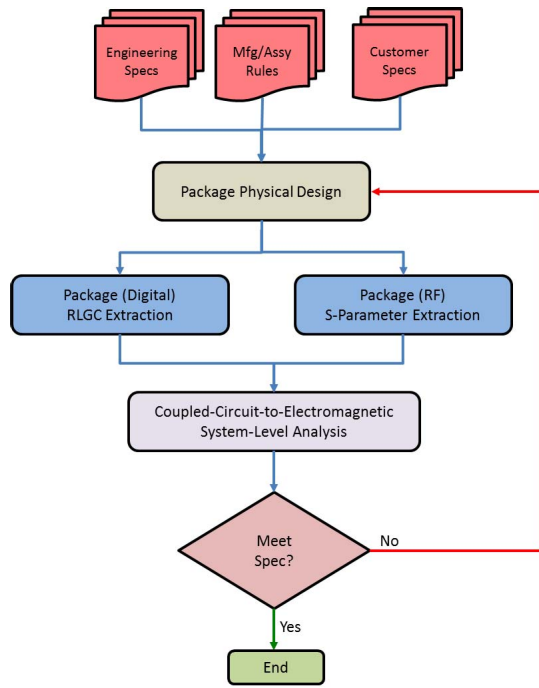 Engineering
Specs
Mfg/Assy
Rules
Customer
Specs
Package Physical Design
Package (Digital)
RLGC Extraction
Package (RF)
S-Parameter Extraction
Coupled-Circuit-to-Electromagnetic
System-Level Analysis
Meet
Spec?
No
Yes
End